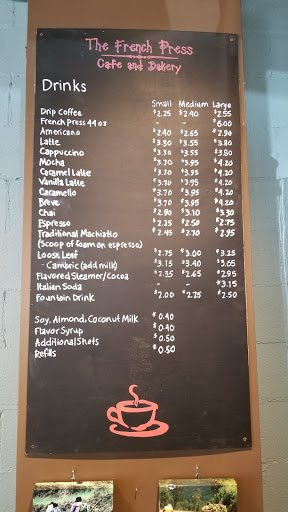 The French Press
Cafe and Bakery
Drinks
Small Medium Large
Drip Coffee $2.25 $2.40 $2.55
French Press 44 oz - - $6.00
Americano $2.40 $2.65 $2.90
Latte $3.30 $3.55 $3.80
Cappuccino $3.30 $3.55 $3.80
Mocha $3.70 $3.95 $4.20
Caramel Latte $3.70 $3.95 $4.20
Vanilla Latte $3.70 $3.95 $4.20
Caramello $3.70 $3.95 $4.20
Breve $3.70 $3.95 $4.20
Chai $2.90 $3.10 $3.30
Espresso $2.25 $2.50 $2.75
Traditional Machiatto $2.45 $2.70 $2.95
(Scoop of foam on espresso)
Loose Leaf $2.75 $3.00 $3.25
- Cambric (add milk) $3.15 $3.40 $3.65
Flavored Steamer/Cocoa $2.35 $2.65 $2.95
Italian Soda - - $3.15
Fountain Drink $2.00 $2.25 $2.50
Soy, Almond, Coconut Milk $0.40
Flavor Syrup $0.40
Additional Shots $0.50
Refills $0.50